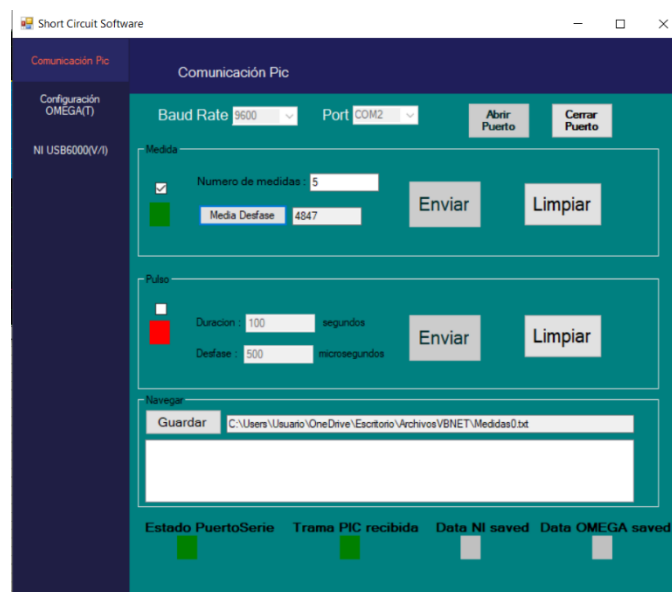 Short Circuit Software
Comunicación Pic
Configuración
OMEGA(T)
NI USB6000(V/I)
Comunicación Pic
Baud Rate 9600 Port COM2 Abrir Puerto Cerrar Puerto
Medida
Numero de medidas : 5
Media Desfase 4847
Enviar Limpiar
Pulso
Duracion : 100 segundos
Desfase : 500 microsegundos
Enviar Limpiar
Navegar
Guardar C:\Users\Usuario\OneDrive\Escritorio\ArchivosVBNET\Medidas0.txt
Estado PuertoSerie Trama PIC recibida Data NI saved Data OMEGA saved